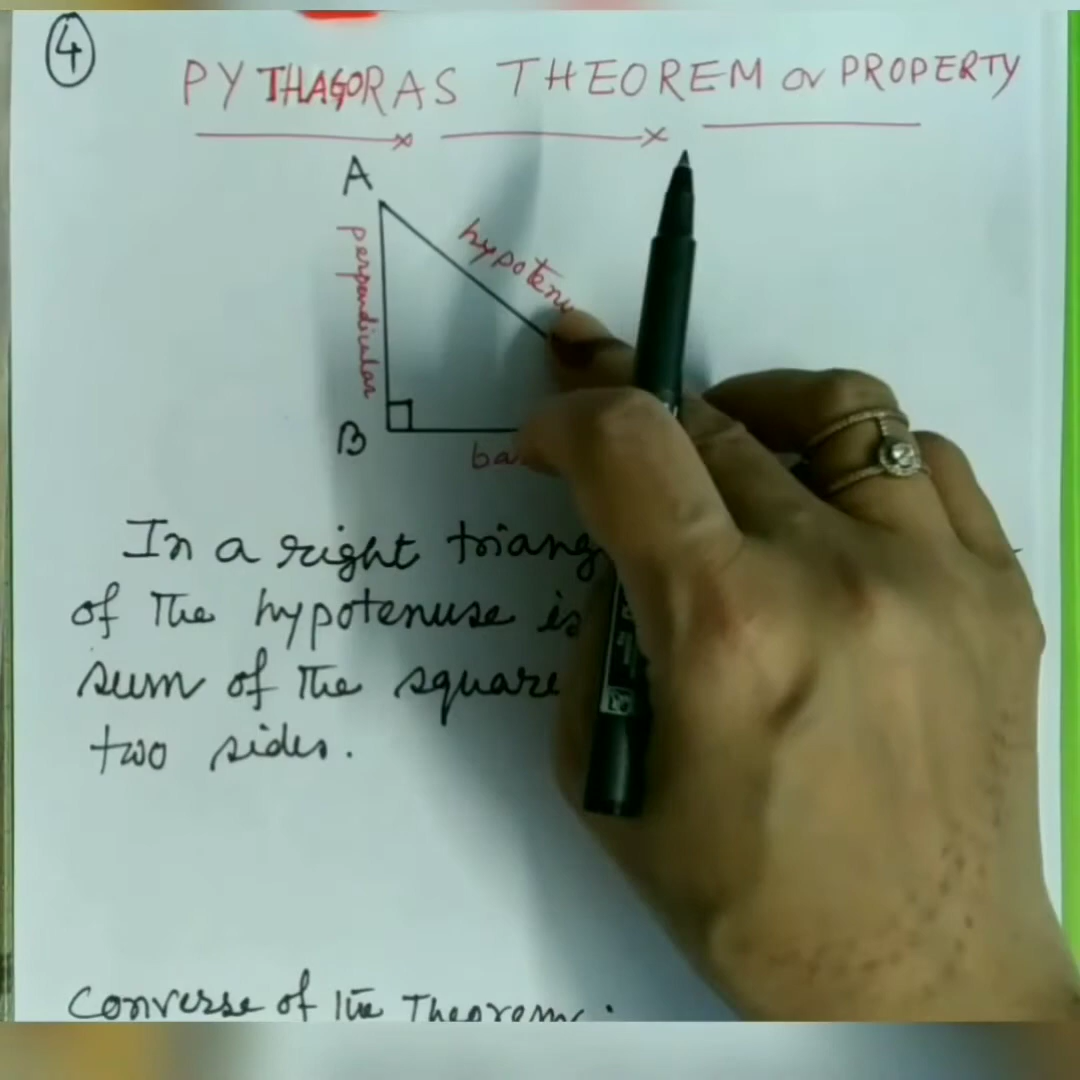 4
PYTHAGORAS THEOREM or PROPERTY
A
hypotenu
perpendicular
B
ba
In a right triang
of the hypotenuse is
sum of the square
two sides.
Converse of the Theorem: